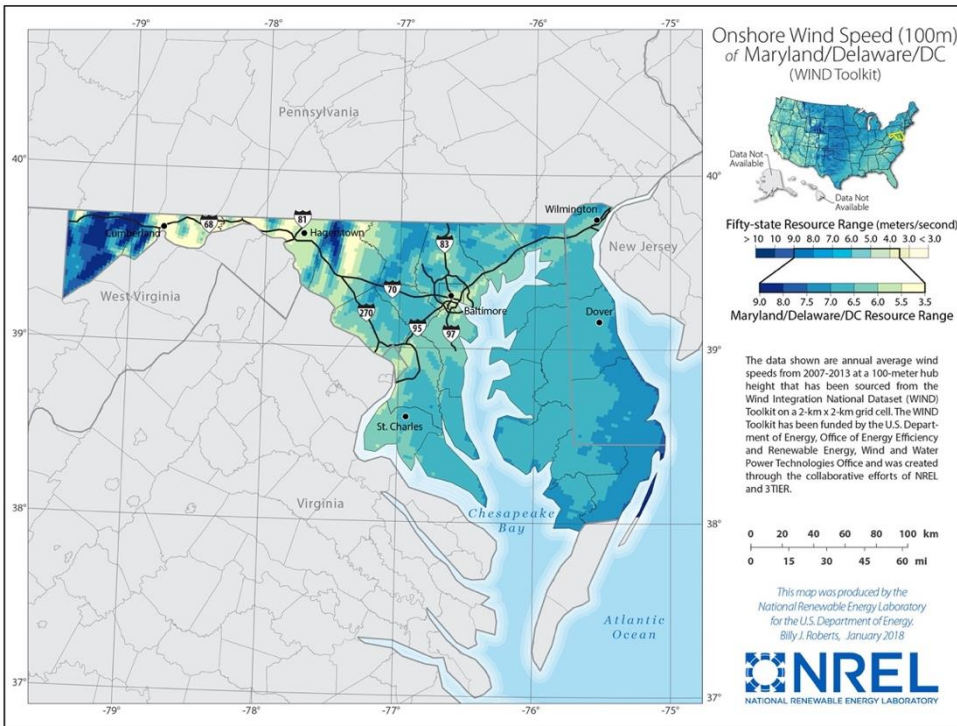 -79°
-78°
-77°
-76°
-75°
Onshore Wind Speed (100m)
of Maryland/Delaware/DC
(WIND Toolkit)
Pennsylvania
Data Not
Available
Data Not
Available
40°
40°
Wilmington
New Jersey
Fifty-state Resource Range (meters/second)
> 10 10 9.0 8.0 7.0 6.0 5.0 4.0 3.0 < 3.0
9.0 8.5 7.5 7.0 6.5 6.0 5.5 4.5 3.5
Maryland/Delaware/DC Resource Range
Cumberland
68
81
Hagerstown
83
West Virginia
70
270
Baltimore
95
97
Dover
39°
39°
St. Charles
The data shown are annual average wind
speeds from 2007-2013 at a 100-meter hub
height that has been sourced from the
Wind Integration National Dataset (WIND)
Toolkit on a 2-km x 2-km grid cell. The WIND
Toolkit has been funded by the U.S. Depart-
ment of Energy, Office of Energy Efficiency
and Renewable Energy, Wind and Water
Power Technologies Office and was created
through the collaborative efforts of NREL
and 3TIER.
Virginia
Chesapeake
Bay
38°
38°
0 20 40 60 80 100 km
0 15 30 45 60 mi
Atlantic
Ocean
This map was produced by the
National Renewable Energy Laboratory
for the U.S. Department of Energy.
Billy J. Roberts, January 2018
NREL
NATIONAL RENEWABLE ENERGY LABORATORY
37°
37°
-79°
-78°
-77°
-76°
-75°